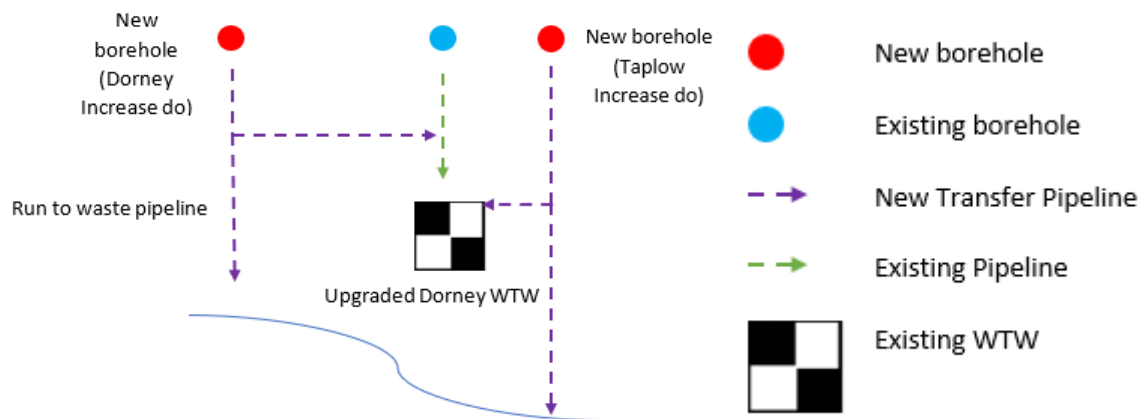 New
borehole
(Dorney
Increase do)
New borehole
(Taplow
Increase do)
Run to waste pipeline
Upgraded Dorney WTW
New borehole
Existing borehole
New Transfer Pipeline
Existing Pipeline
Existing WTW